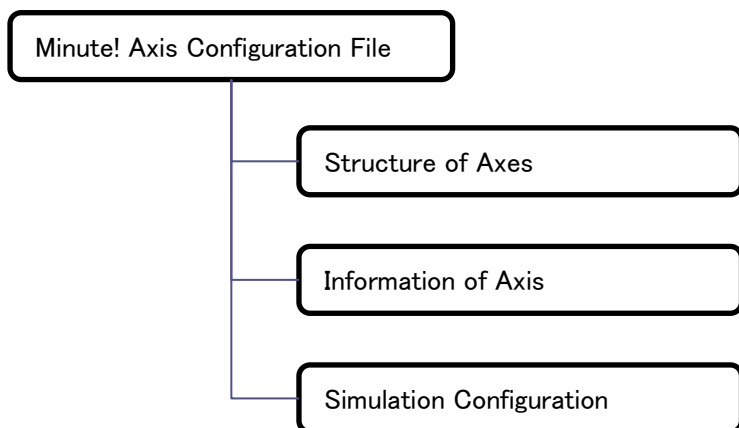 Minute! Axis Configuration File
Structure of Axes
Information of Axis
Simulation Configuration